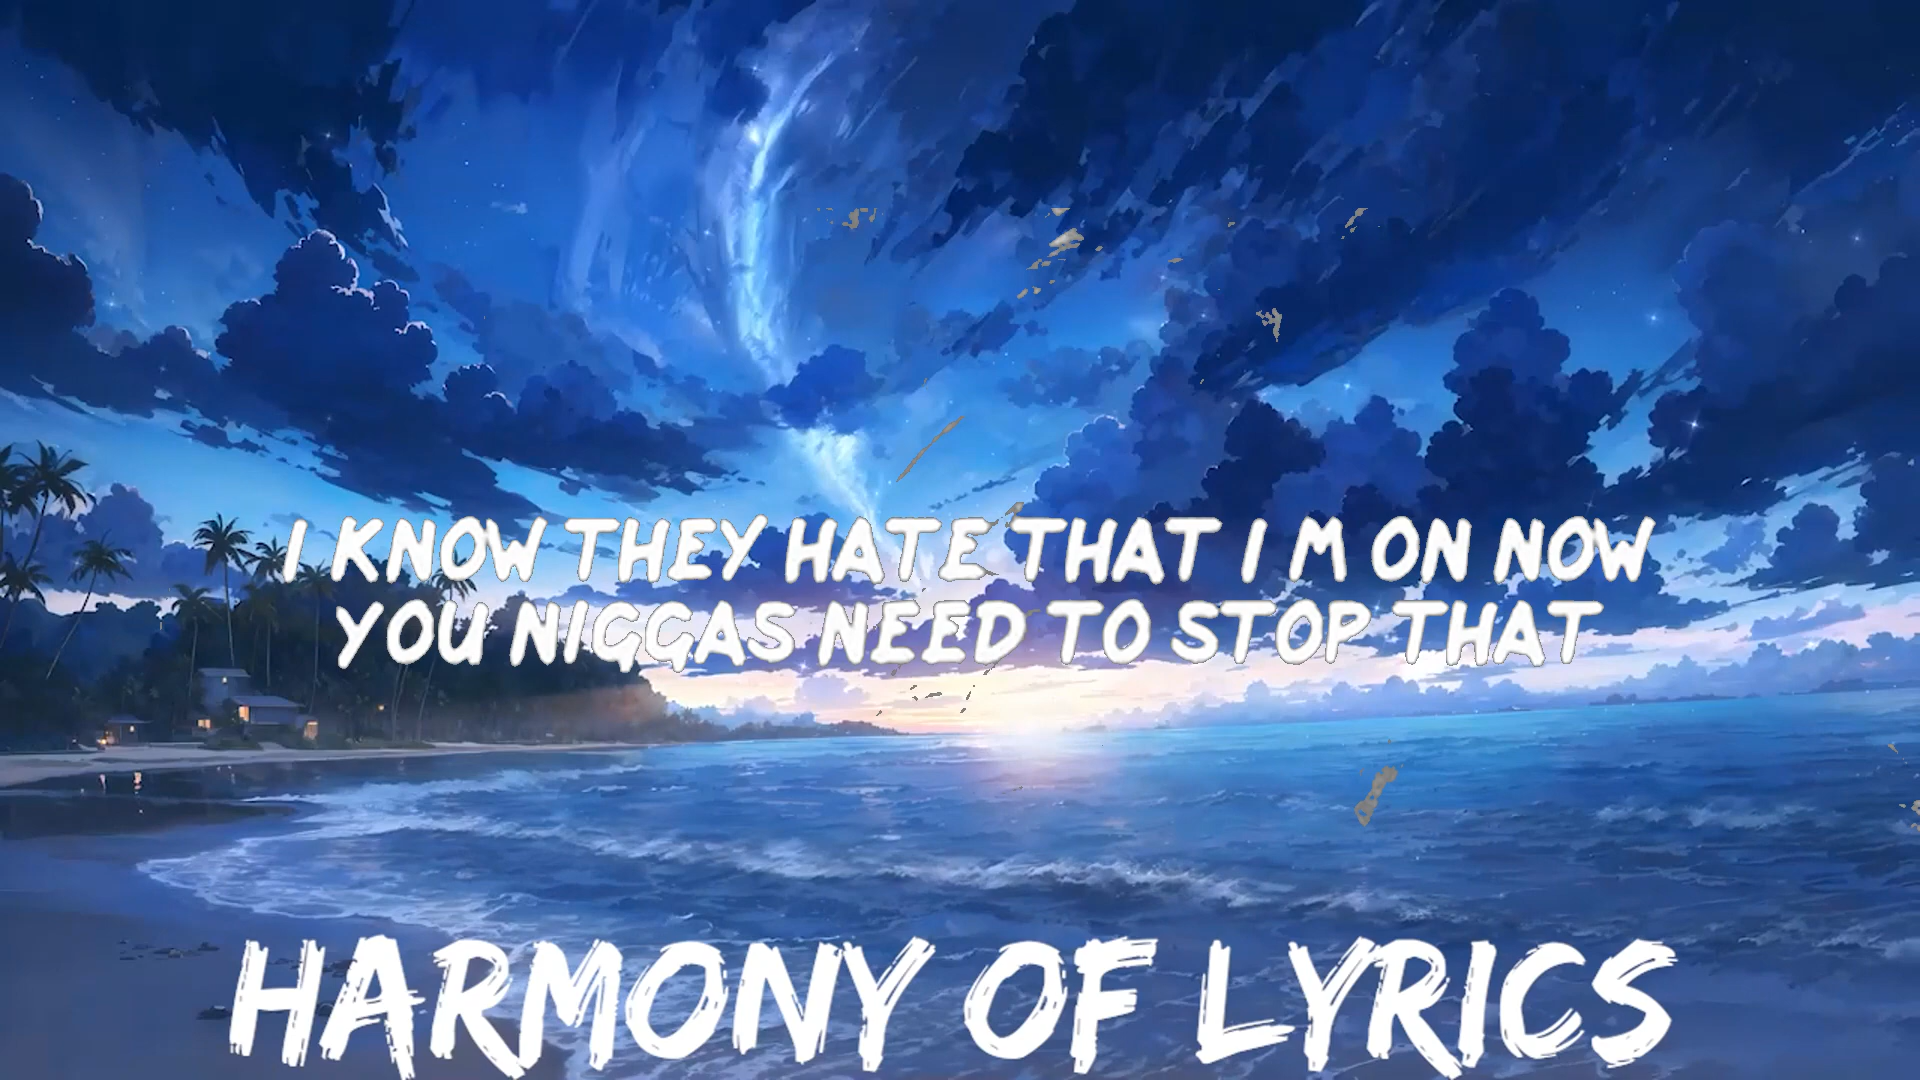 I KNOW THEY HATE THAT I M ON NOW
YOU NIGGAS NEED TO STOP THAT
HARMONY OF LYRICS